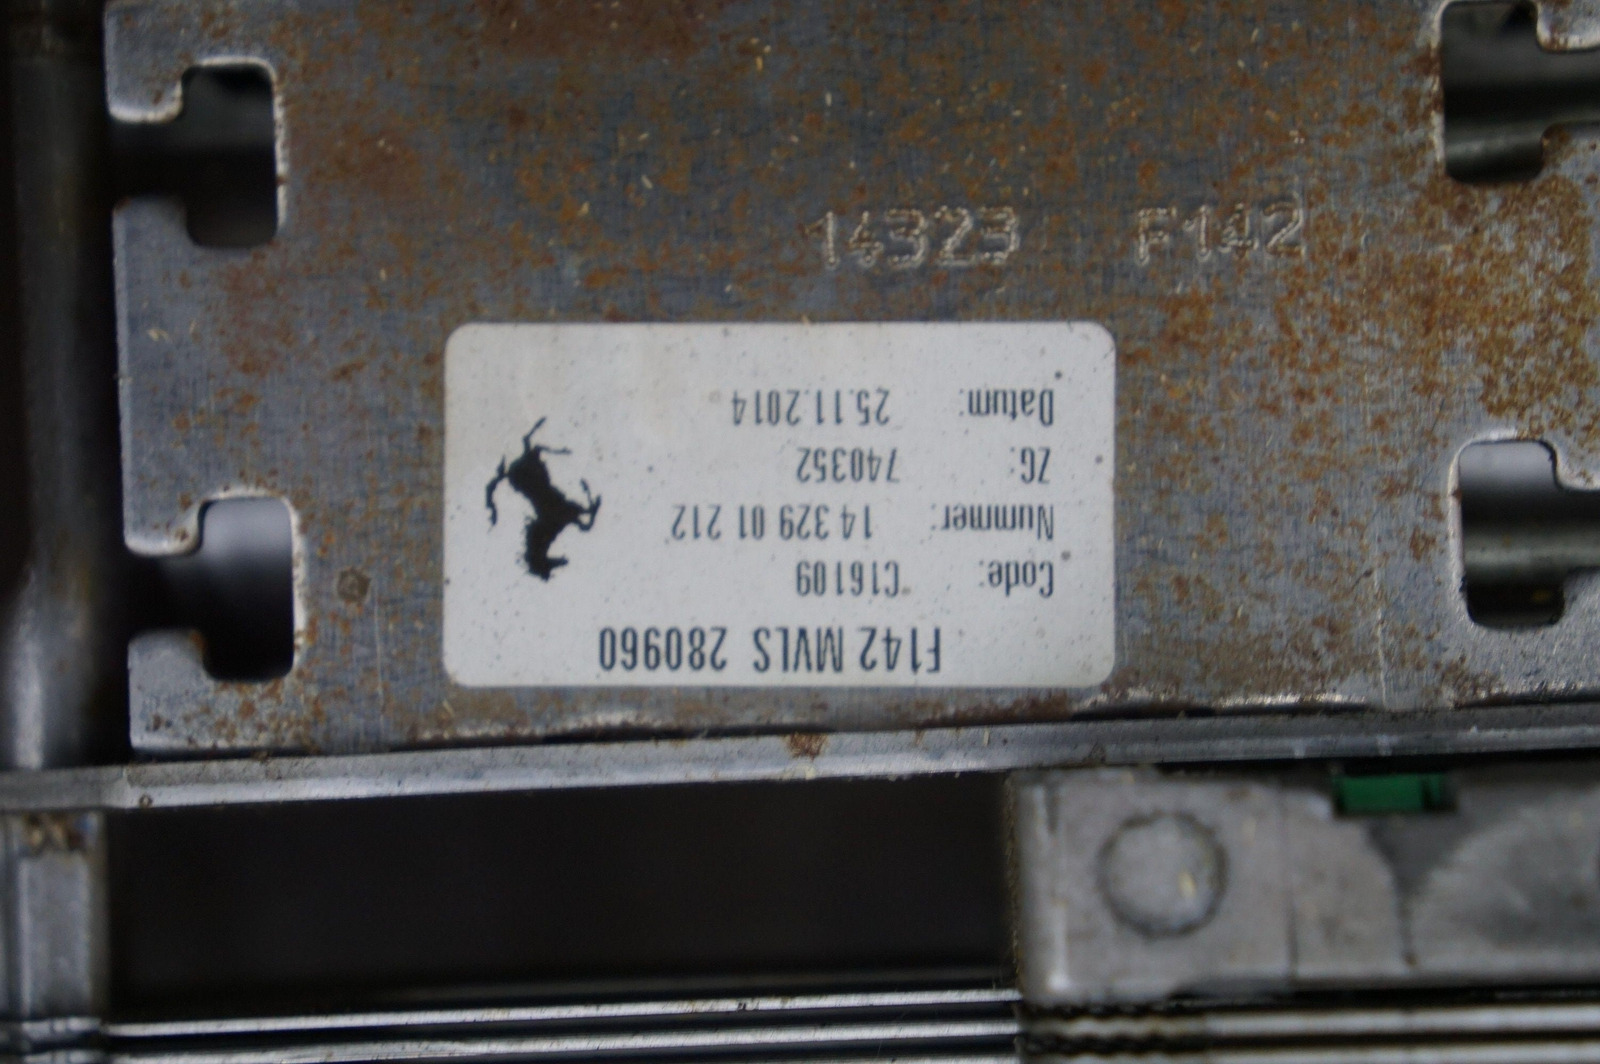 F142 MVLS 280960
Code: C16109
Nummer: 14 329 01 212
ZG: 740352
Datum: 25.11.2014
14323 F142